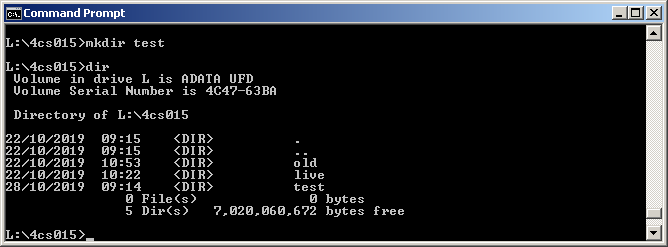 Command Prompt
L:\4cs015>mkdir test
L:\4cs015>dir
 Volume in drive L is ADATA UFD
 Volume Serial Number is 4C47-63BA
 Directory of L:\4cs015
22/10/2019  09:15    <DIR>          .
22/10/2019  09:15    <DIR>          ..
22/10/2019  10:53    <DIR>          old
22/10/2019  10:22    <DIR>          live
28/10/2019  09:14    <DIR>          test
               0 File(s)              0 bytes
               5 Dir(s)   7,020,060,672 bytes free
L:\4cs015>_